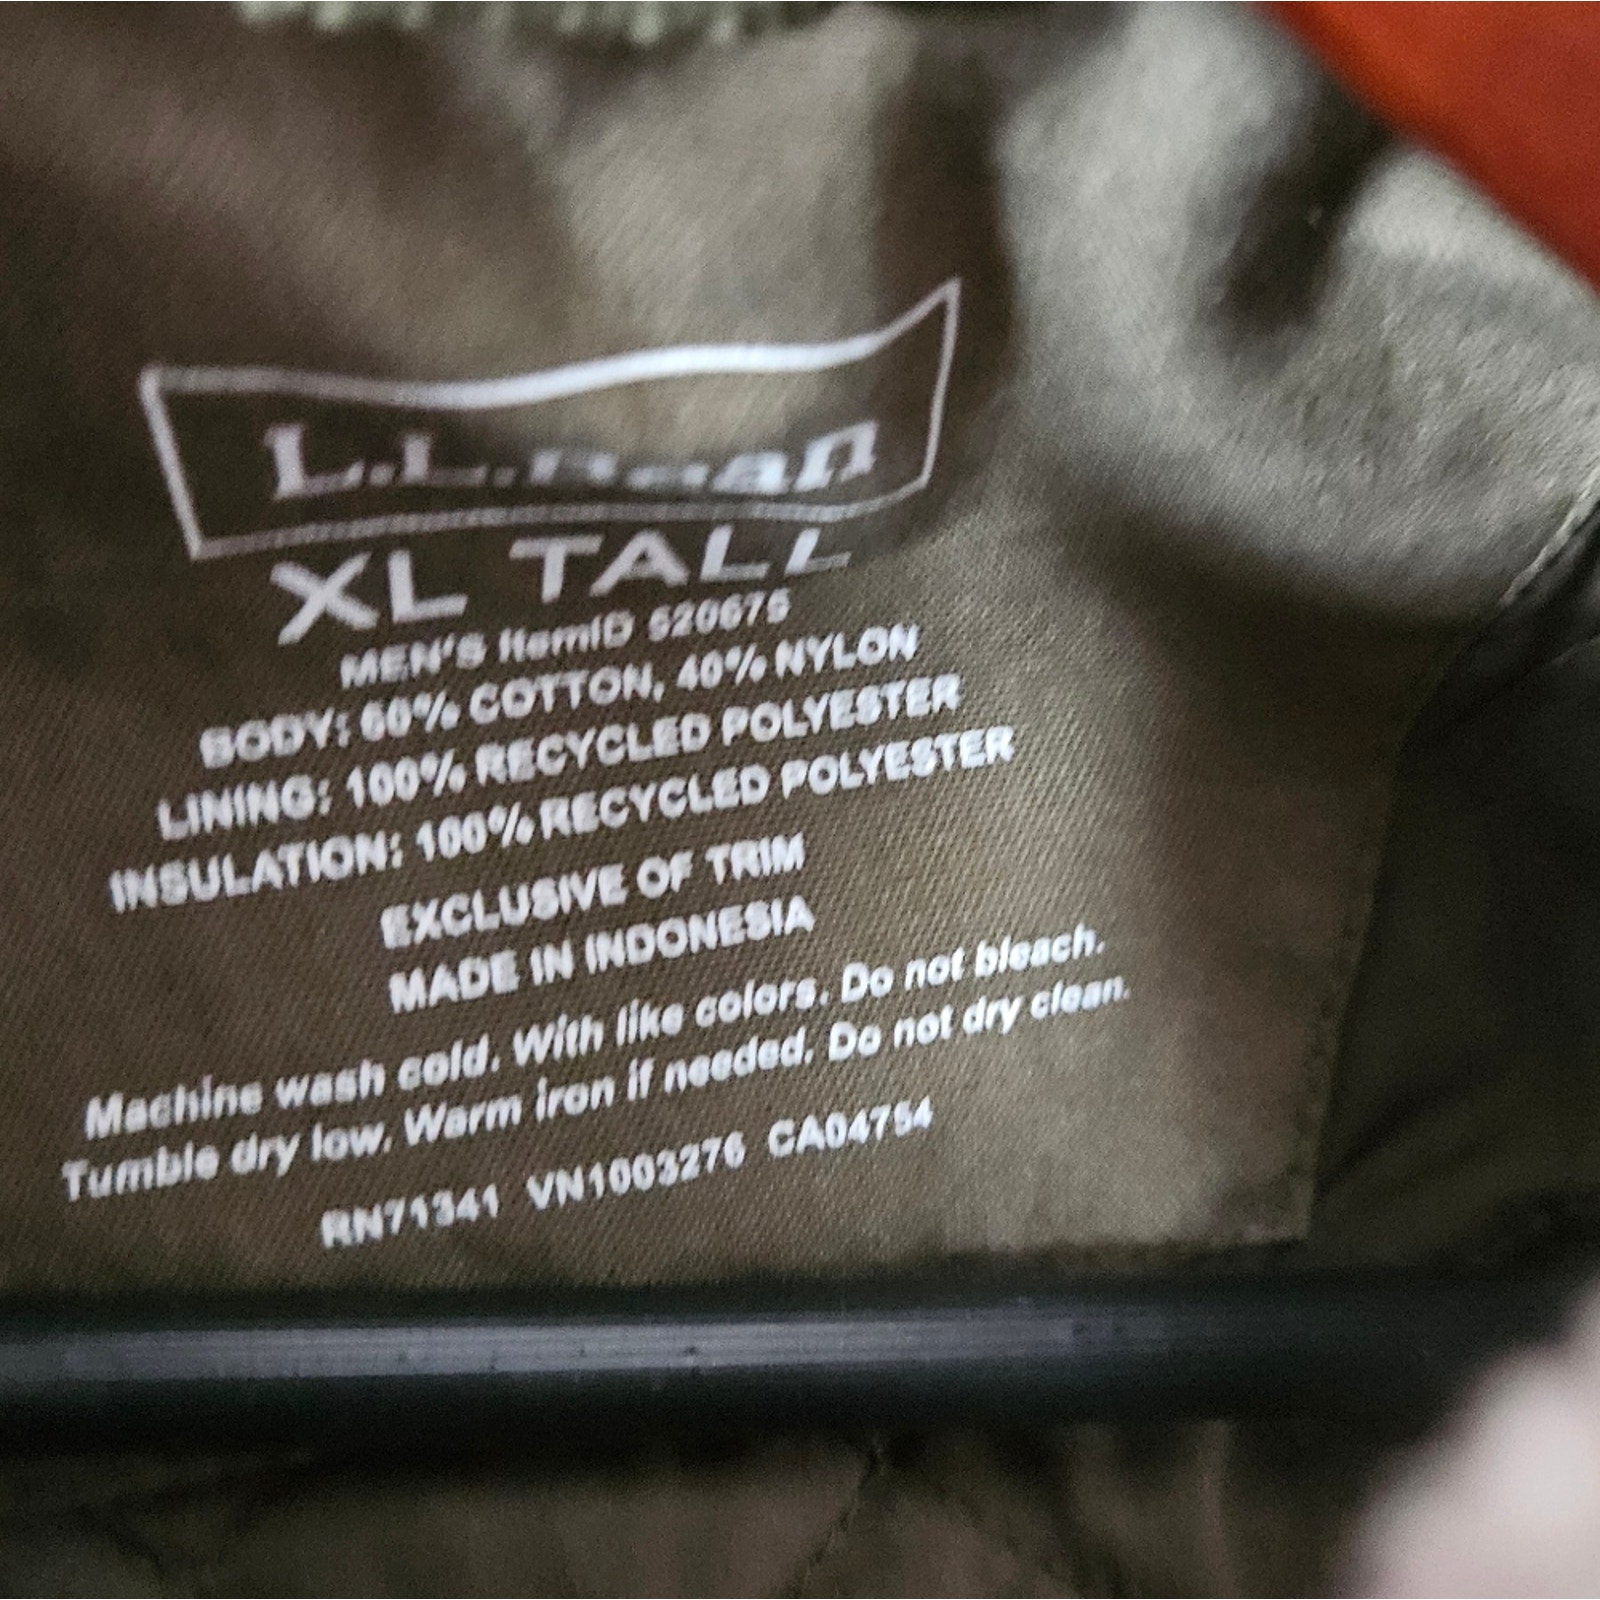 L.L.Bean
XL TALL
MEN'S ItemID 520675
BODY: 60% COTTON, 40% NYLON
LINING: 100% RECYCLED POLYESTER
INSULATION: 100% RECYCLED POLYESTER
EXCLUSIVE OF TRIM
MADE IN INDONESIA
Machine wash cold. With like colors. Do not bleach.
Tumble dry low. Warm iron if needed. Do not dry clean.
RN71341 VN1003276 CA04754